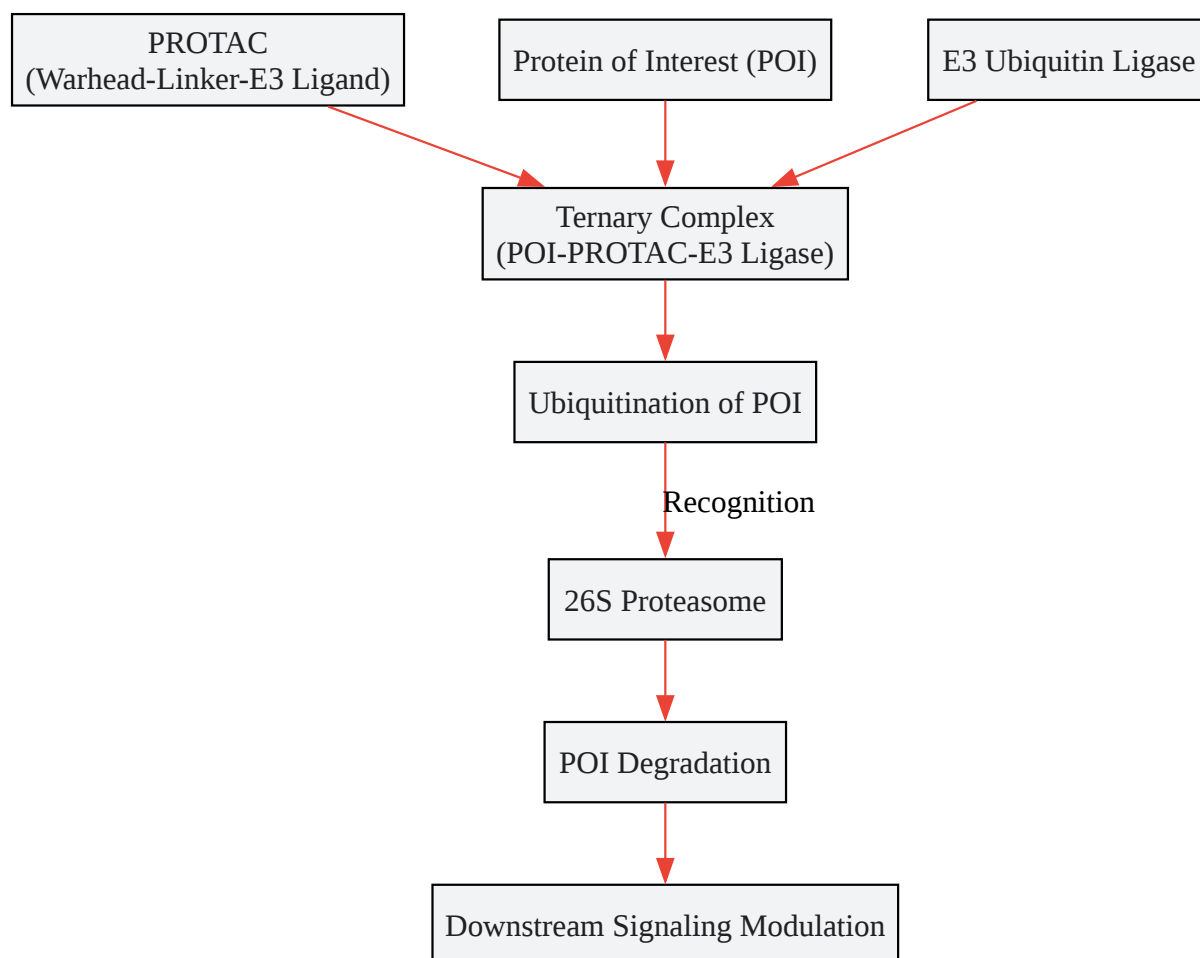 PROTAC
(Warhead-Linker-E3 Ligand)
Protein of Interest (POI)
E3 Ubiquitin Ligase
Ternary Complex
(POI-PROTAC-E3 Ligase)
Ubiquitination of POI
Recognition
26S Proteasome
POI Degradation
Downstream Signaling Modulation